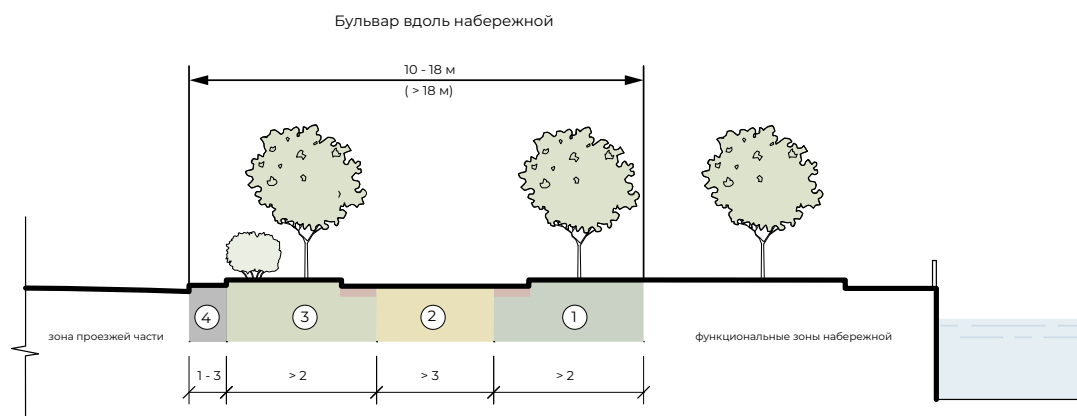 Бульвар вдоль набережной
10 - 18 м
( > 18 м)
4
3
2
1
зона проезжей части
функциональные зоны набережной
1 - 3
> 2
> 3
> 2